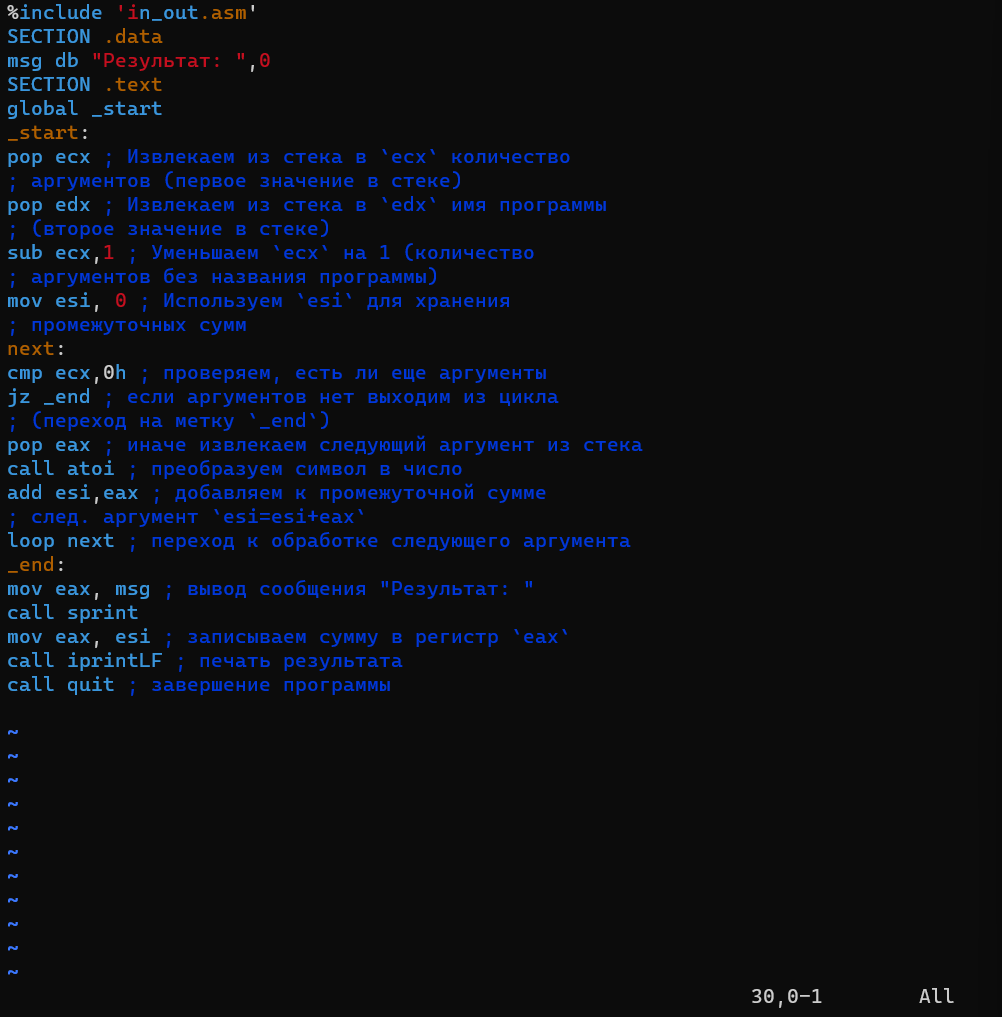 %include 'in_out.asm'
SECTION .data
msg db "Результат: ",0
SECTION .text
global _start
_start:
pop ecx ; Извлекаем из стека в `ecx` количество
; аргументов (первое значение в стеке)
pop edx ; Извлекаем из стека в `edx` имя программы
; (второе значение в стеке)
sub ecx,1 ; Уменьшаем `ecx` на 1 (количество
; аргументов без названия программы)
mov esi, 0 ; Используем `esi` для хранения
; промежуточных сумм
next:
cmp ecx,0h ; проверяем, есть ли еще аргументы
jz _end ; если аргументов нет выходим из цикла
; (переход на метку `_end`)
pop eax ; иначе извлекаем следующий аргумент из стека
call atoi ; преобразуем символ в число
add esi,eax ; добавляем к промежуточной сумме
; след. аргумент `esi=esi+eax`
loop next ; переход к обработке следующего аргумента
_end:
mov eax, msg ; вывод сообщения "Результат: "
call sprint
mov eax, esi ; записываем сумму в регистр `eax`
call iprintLF ; печать результата
call quit ; завершение программы
~
~
~
~
~
~
~
~
~
~
~
30,0-1 All